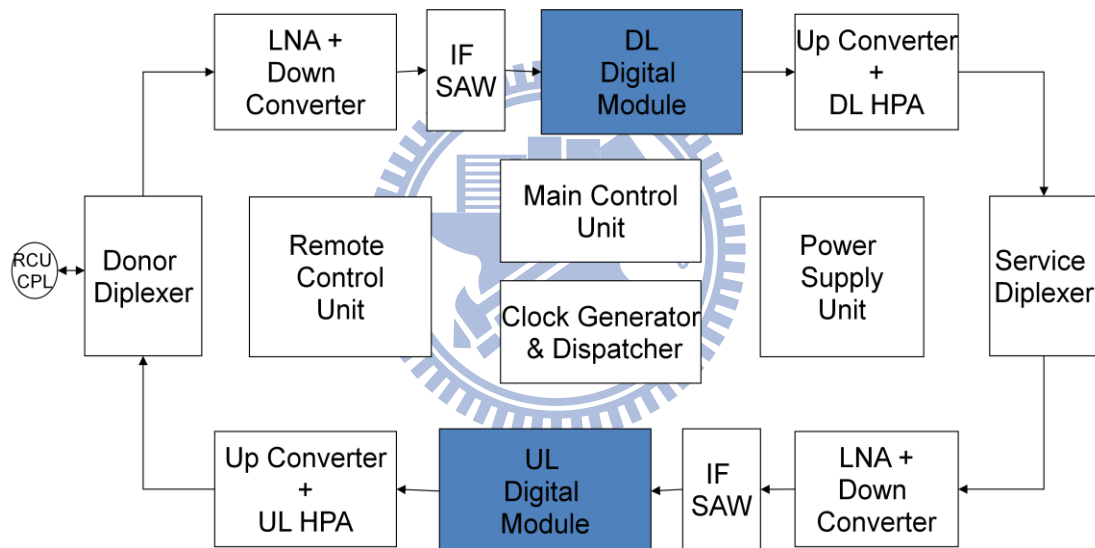 LNA +
Down
Converter
IF
SAW
DL
Digital
Module
Up Converter
+
DL HPA
RCU
CPL
Donor
Diplexer
Remote
Control
Unit
Main Control
Unit
Clock Generator
& Dispatcher
Power
Supply
Unit
Service
Diplexer
Up Converter
+
UL HPA
UL
Digital
Module
IF
SAW
LNA +
Down
Converter